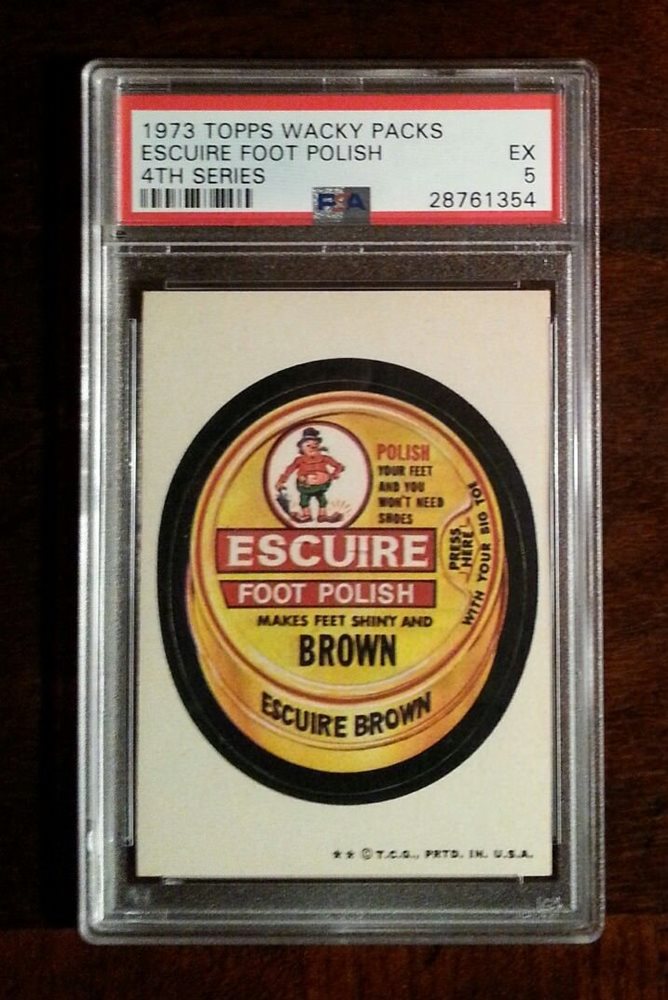 1973 TOPPS WACKY PACKS
ESCUIRE FOOT POLISH EX
4TH SERIES 5
PSA 28761354
POLISH
YOUR FEET
AND YOU
WON'T NEED
SHOES
PRESS
HERE
WITH YOUR BIG TOE
ESCUIRE
FOOT POLISH
MAKES FEET SHINY AND
BROWN
ESCUIRE BROWN
** © T.C.G., PRTD. IN. U.S.A.